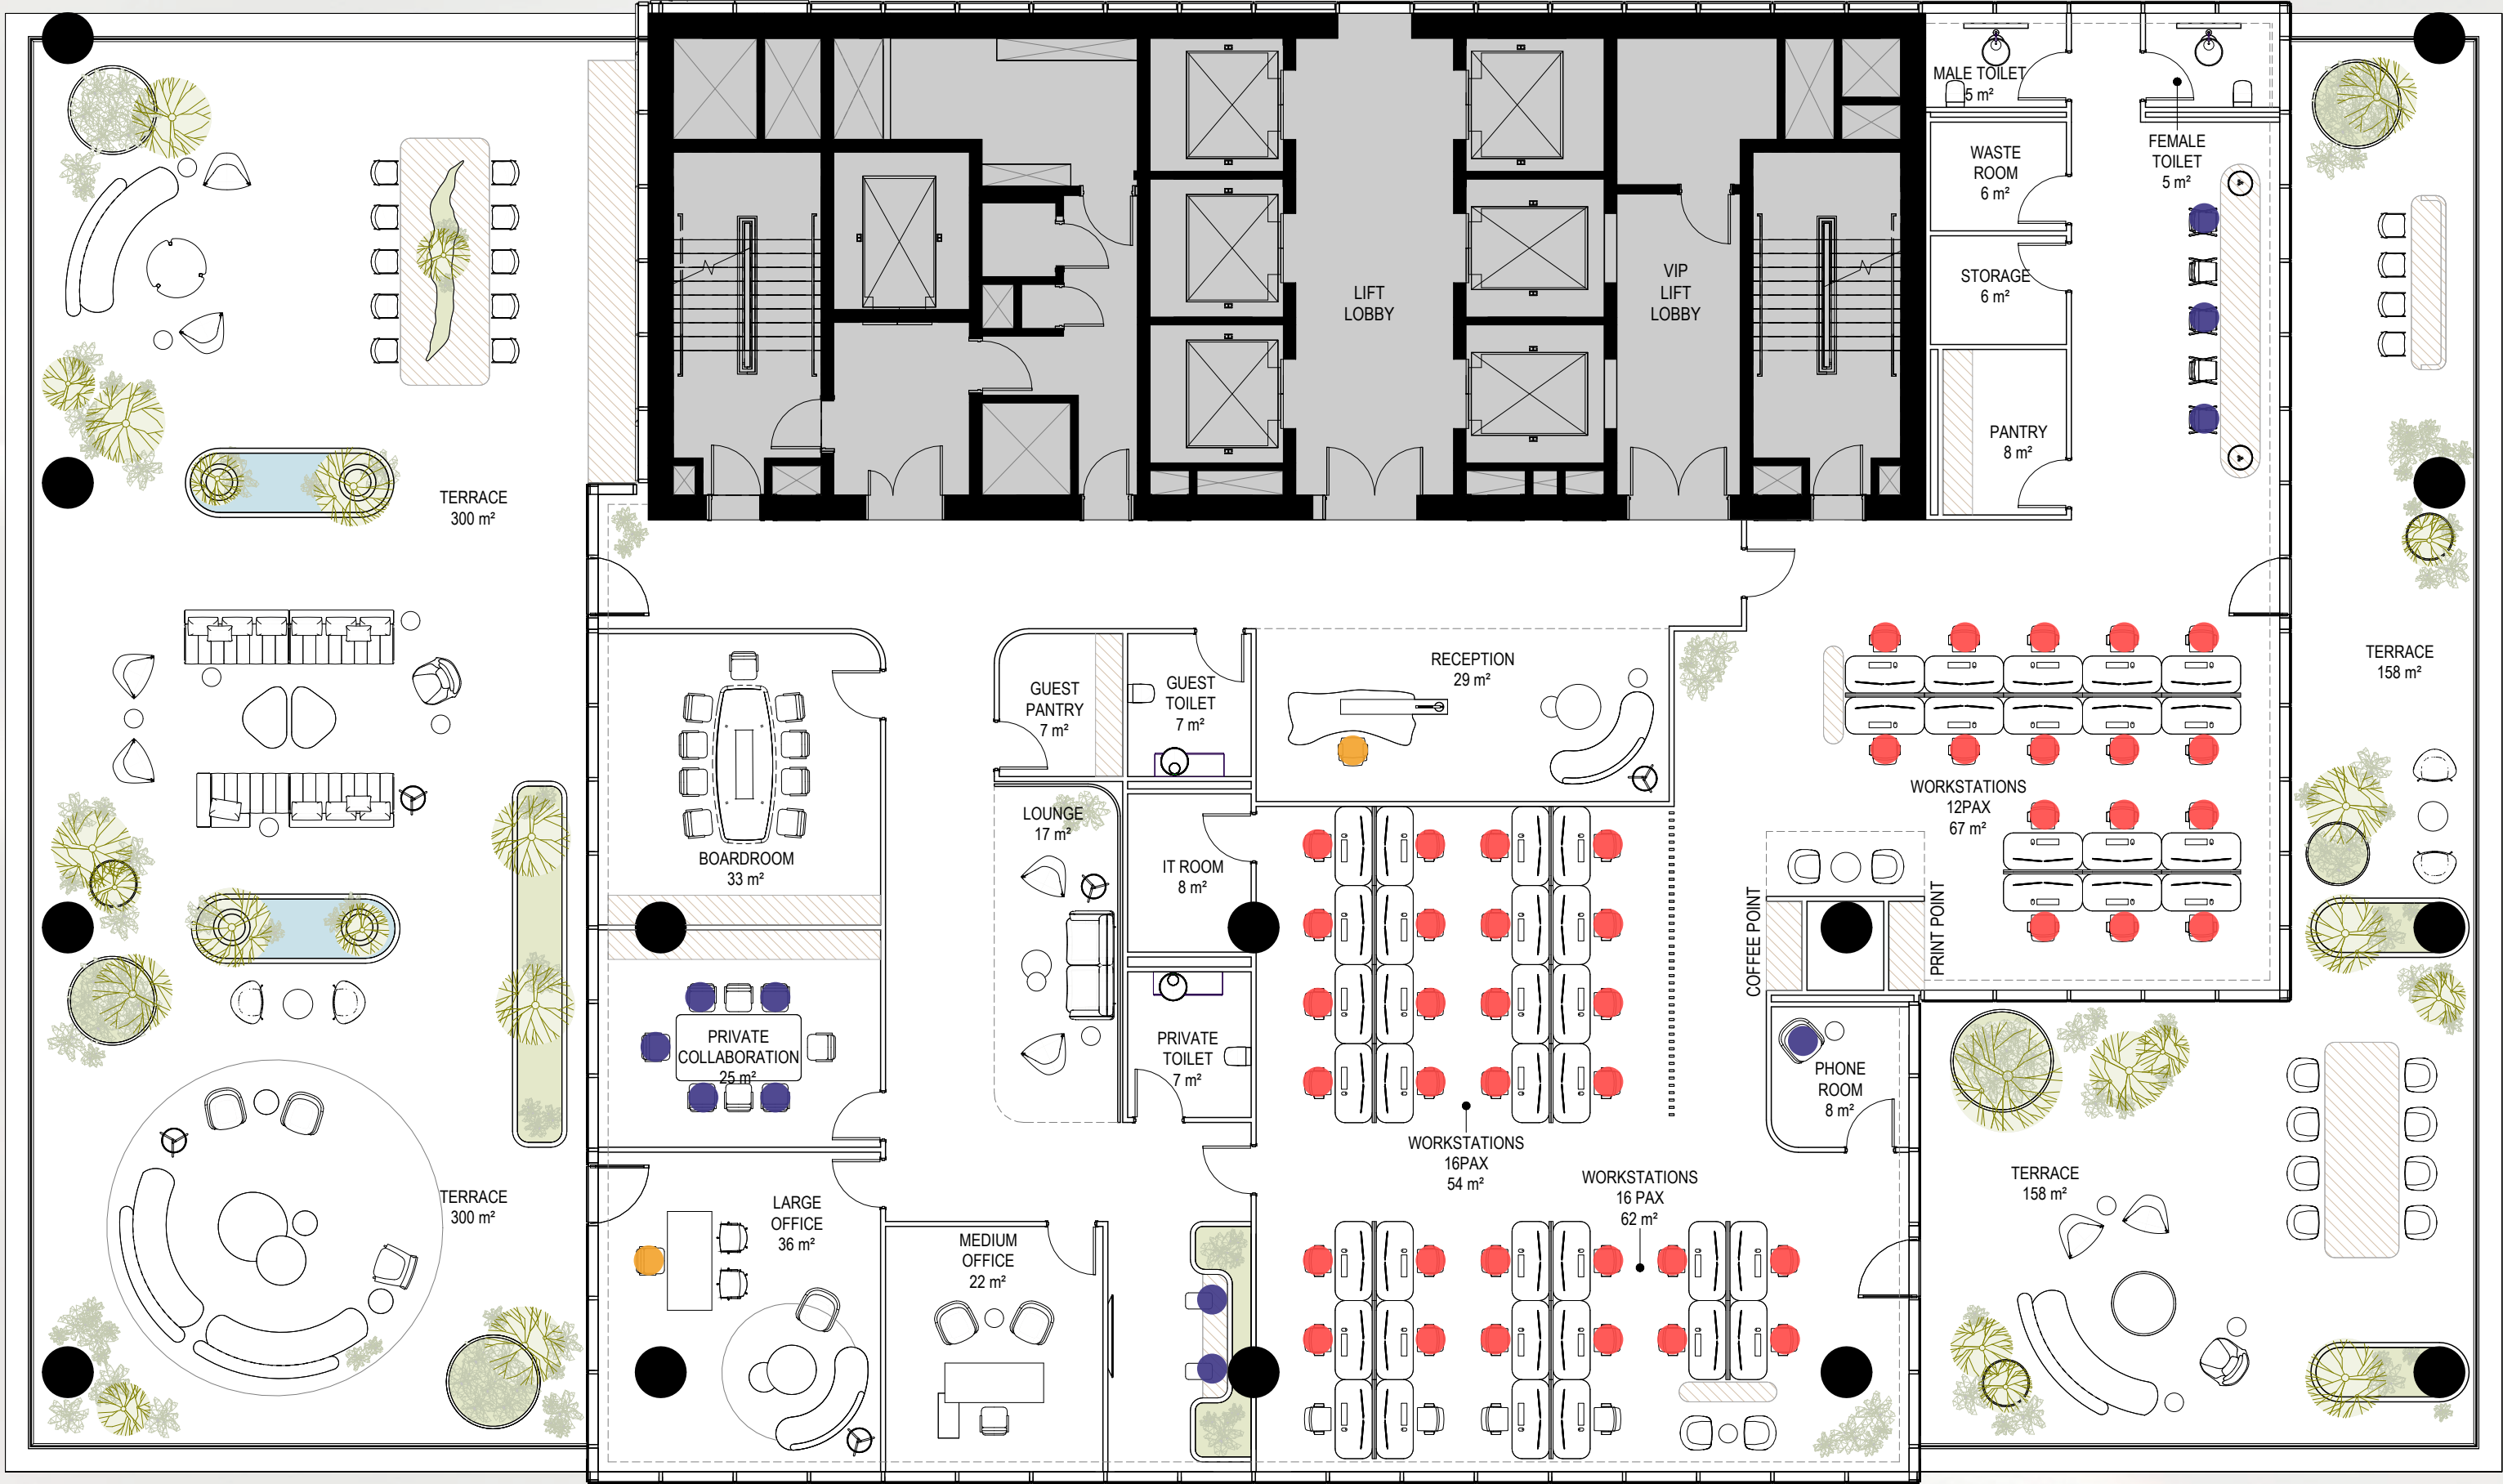 MALE TOILET
5 m²
FEMALE
TOILET
5 m²
WASTE
ROOM
6 m²
STORAGE
6 m²
PANTRY
8 m²
LIFT
LOBBY
VIP
LIFT
LOBBY
TERRACE
300 m²
TERRACE
158 m²
RECEPTION
29 m²
GUEST
PANTRY
7 m²
GUEST
TOILET
7 m²
LOUNGE
17 m²
IT ROOM
8 m²
BOARDROOM
33 m²
WORKSTATIONS
12PAX
67 m²
COFFEE POINT
PRINT POINT
PRIVATE
COLLABORATION
25 m²
PRIVATE
TOILET
7 m²
PHONE
ROOM
8 m²
WORKSTATIONS
16PAX
54 m²
WORKSTATIONS
16 PAX
62 m²
TERRACE
158 m²
TERRACE
300 m²
LARGE
OFFICE
36 m²
MEDIUM
OFFICE
22 m²